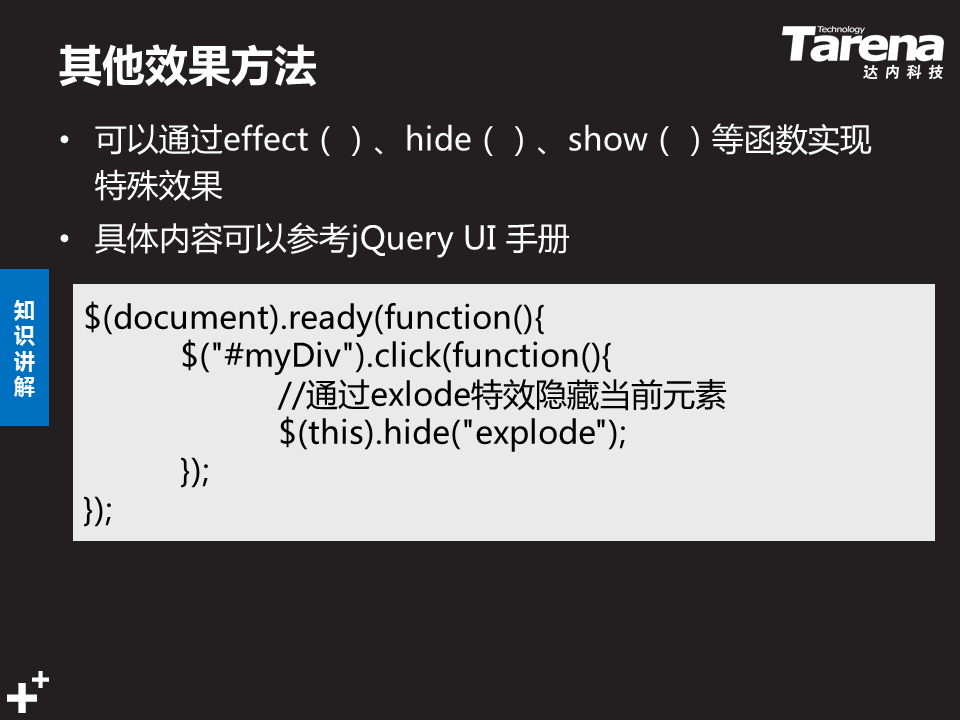 其他效果方法
Technology
Tarena
达内科技
• 可以通过effect（）、hide（）、show（）等函数实现
特殊效果
• 具体内容可以参考jQuery UI 手册
知
识
讲
解
$(document).ready(function(){
$("#myDiv").click(function(){
//通过exlode特效隐藏当前元素
$(this).hide("explode");
});
});